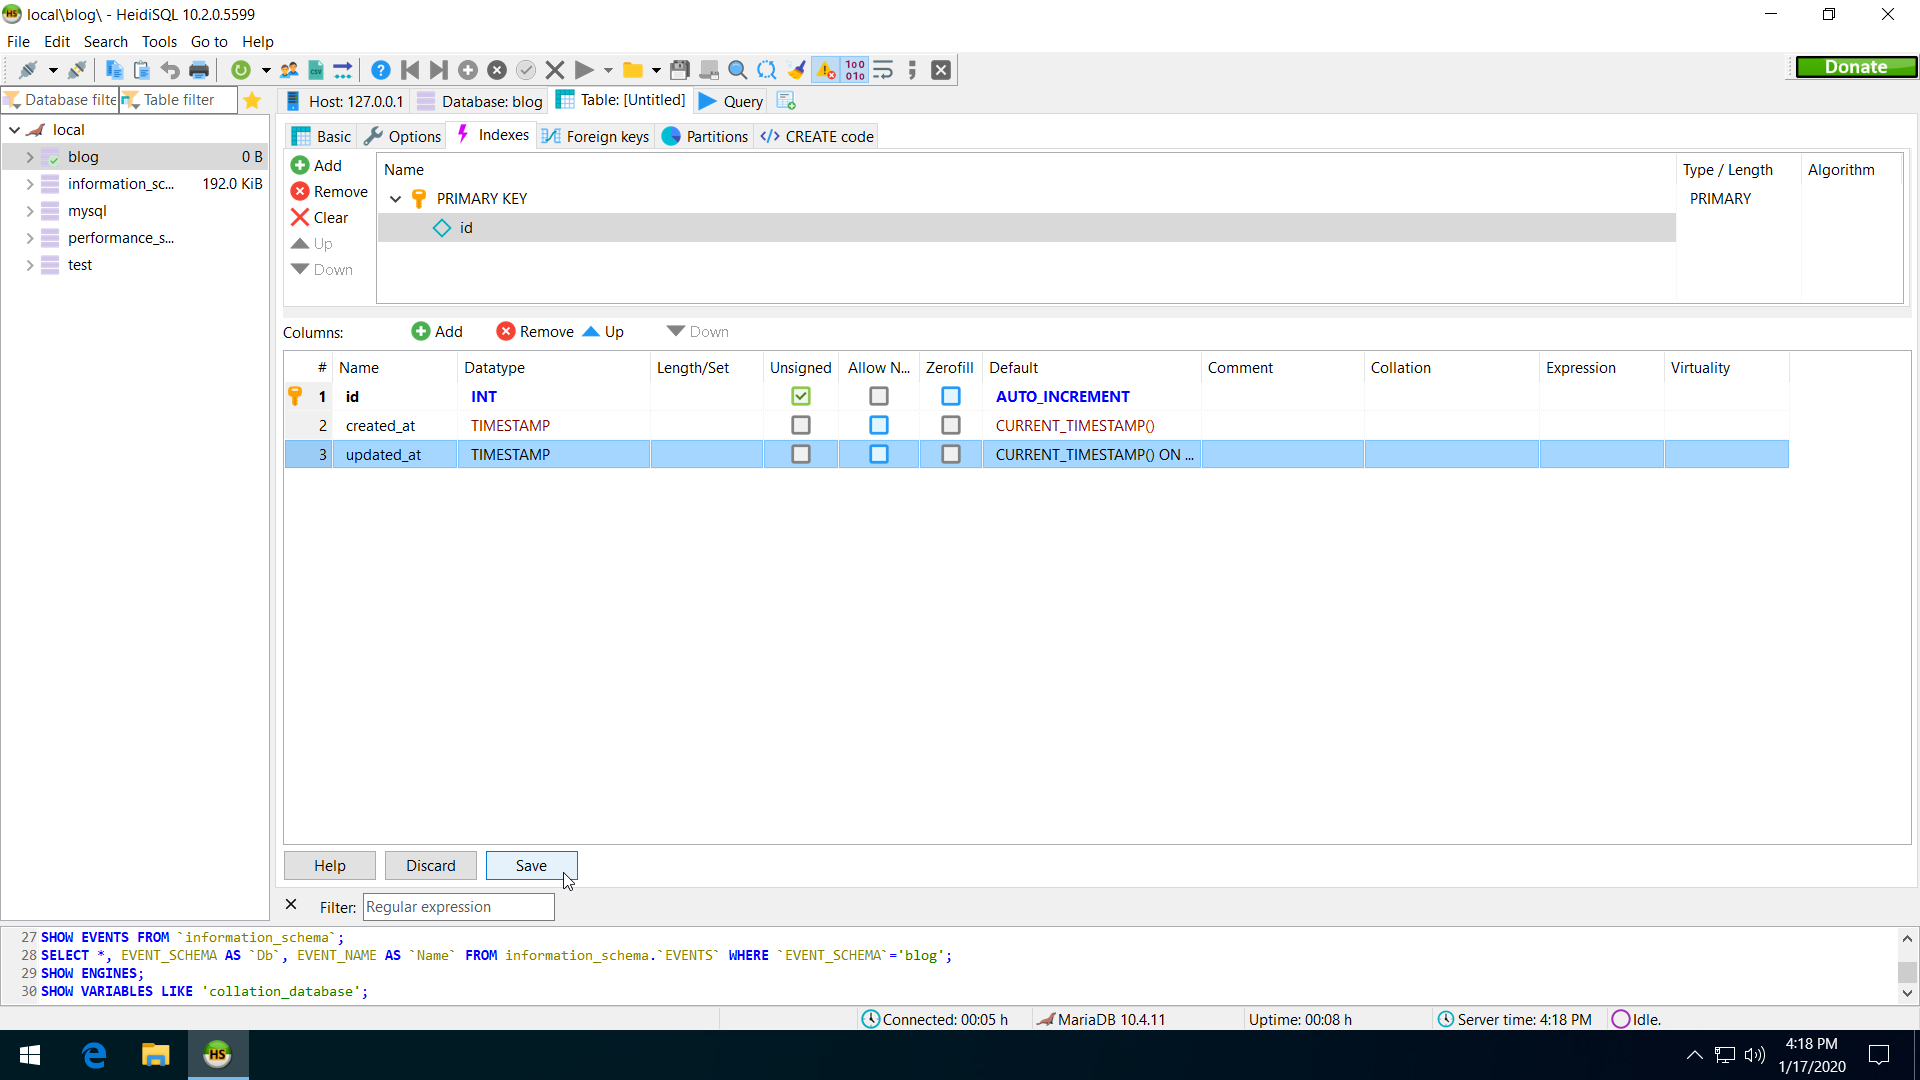 local\blog\ - HeidiSQL 10.2.0.5599
File Edit Search Tools Go to Help
Donate
Database filte Table filter
Host: 127.0.0.1 Database: blog Table: [Untitled] Query
local
blog 0 B
information_sc... 192.0 KiB
mysql
performance_s...
test
Basic Options Indexes Foreign keys Partitions CREATE code
Add
Remove
Clear
Up
Down
Name Type / Length Algorithm
PRIMARY KEY PRIMARY
id
Columns: Add Remove Up Down
# Name Datatype Length/Set Unsigned Allow N... Zerofill Default Comment Collation Expression Virtuality
1 id INT AUTO_INCREMENT
2 created_at TIMESTAMP CURRENT_TIMESTAMP()
3 updated_at TIMESTAMP CURRENT_TIMESTAMP() ON ...
Help Discard Save
Filter: Regular expression
27 SHOW EVENTS FROM `information_schema`;
28 SELECT *, EVENT_SCHEMA AS `Db`, EVENT_NAME AS `Name` FROM information_schema.`EVENTS` WHERE `EVENT_SCHEMA`='blog';
29 SHOW ENGINES;
30 SHOW VARIABLES LIKE 'collation_database';
Connected: 00:05 h MariaDB 10.4.11 Uptime: 00:08 h Server time: 4:18 PM Idle.
HS
4:18 PM
1/17/2020